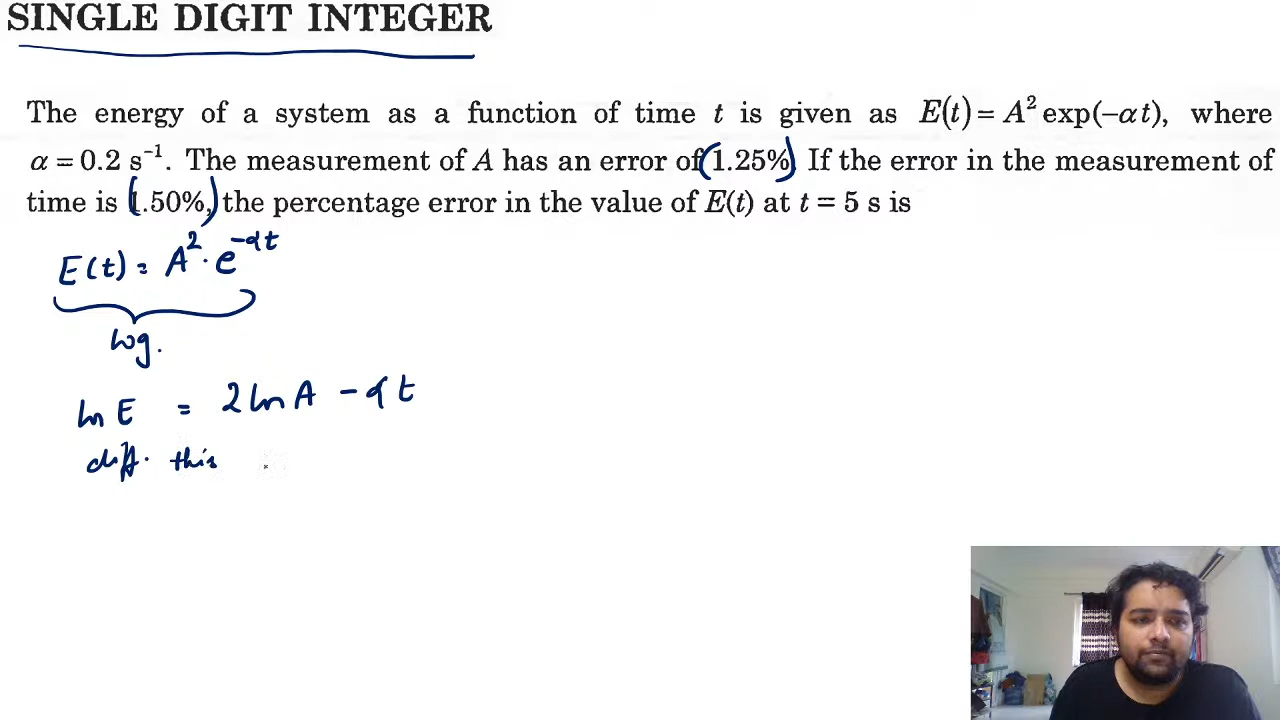 SINGLE DIGIT INTEGER
The energy of a system as a function of time t is given as E(t) = A² exp(−αt), where
α = 0.2 s⁻¹. The measurement of A has an error of (1.25%). If the error in the measurement of
time is (1.50%,) the percentage error in the value of E(t) at t = 5 s is
E(t) = A² · e^(−αt)
log.
ln E = 2 ln A − αt
diff. this